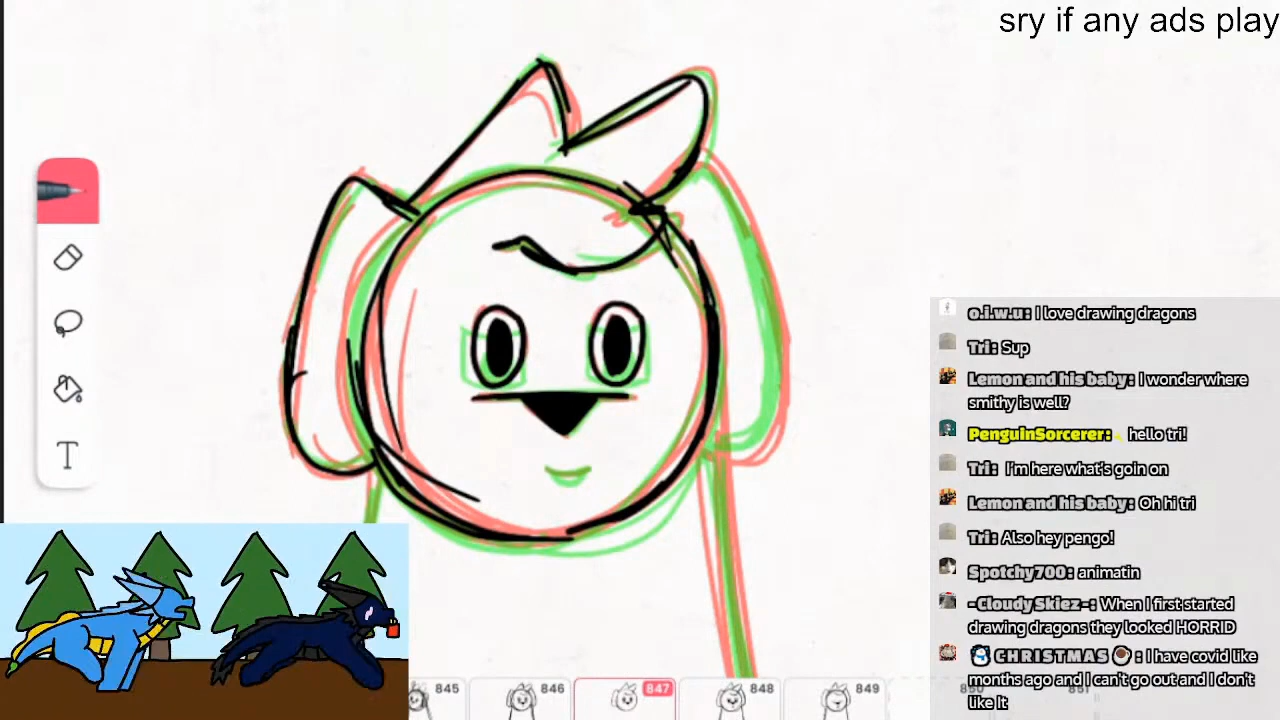 sry if any ads play
T
o.i.w.u: I love drawing dragons
Tri: Sup
Lemon and his baby: I wonder where
smithy is well?
PenguinSorcerer: hello tri!
Tri: I'm here what's goin on
Lemon and his baby: Oh hi tri
Tri: Also hey pengo!
Spotchy700: animatin
-Cloudy Skiez-: When I first started
drawing dragons they looked HORRID
CHRISTMAS: I have covid like
months ago and I can't go out and I don't
like it
845 846 847 848 849 850 851